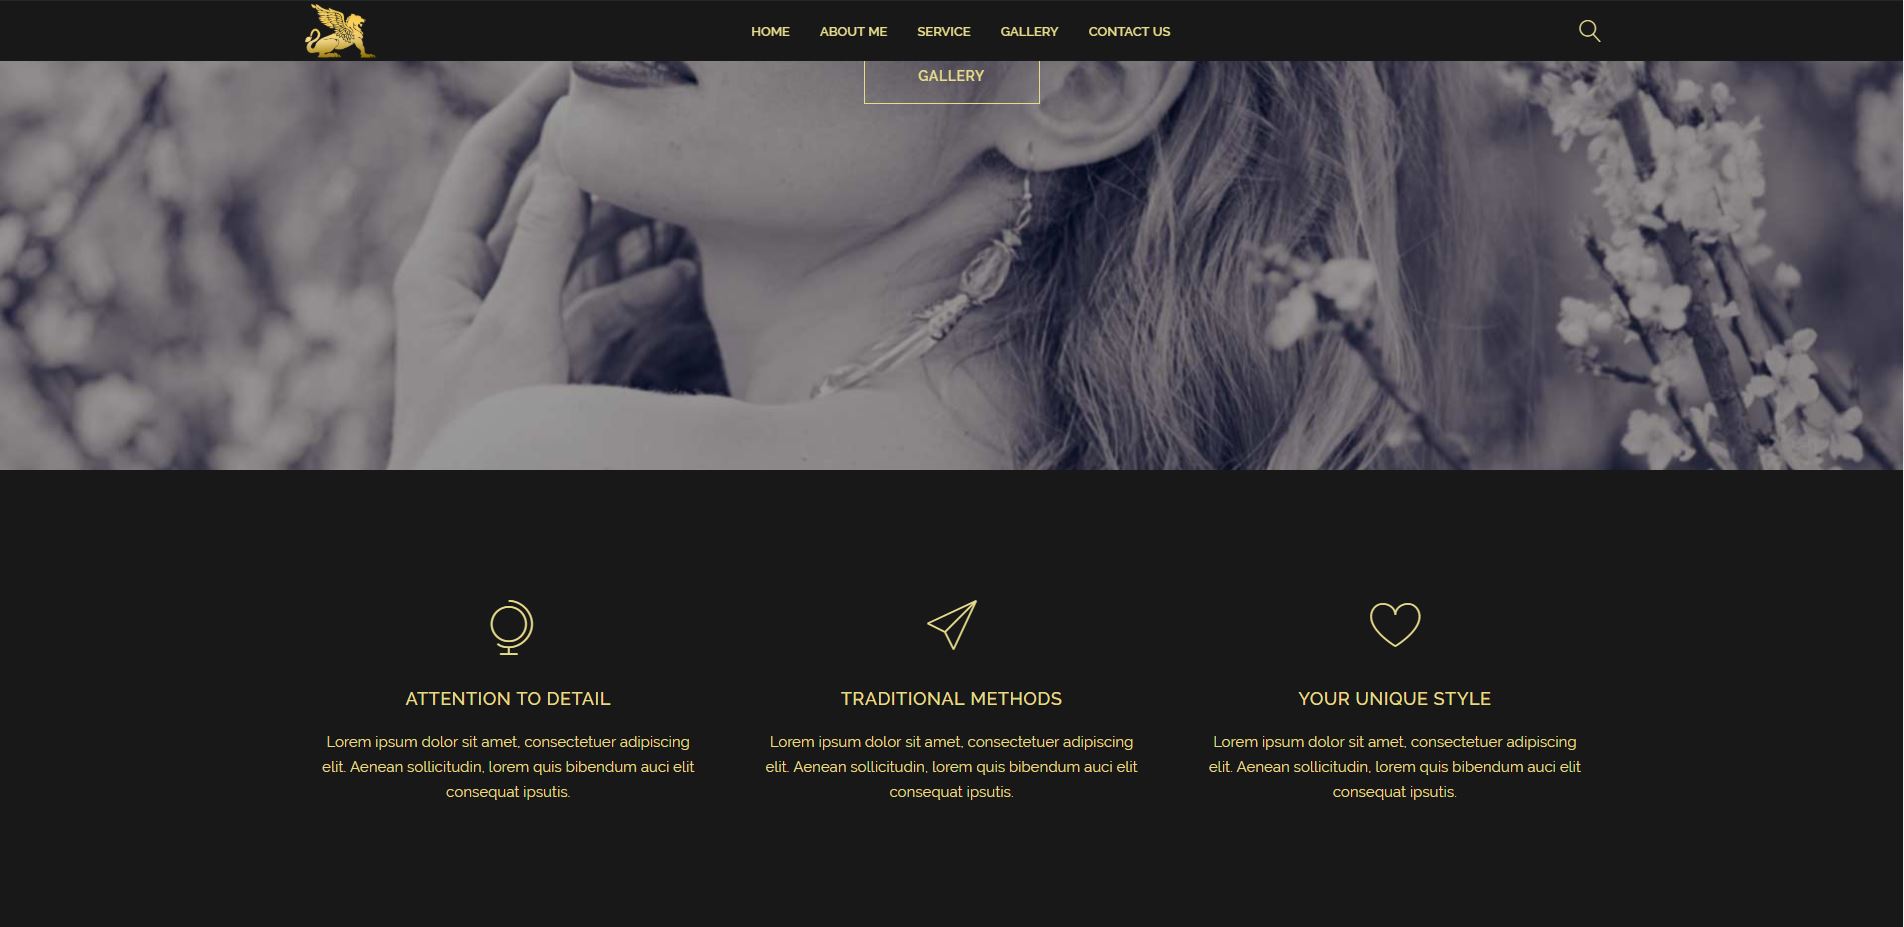 HOME ABOUT ME SERVICE GALLERY CONTACT US
GALLERY
ATTENTION TO DETAIL
Lorem ipsum dolor sit amet, consectetuer adipiscing
elit. Aenean sollicitudin, lorem quis bibendum auci elit
consequat ipsutis.
TRADITIONAL METHODS
Lorem ipsum dolor sit amet, consectetuer adipiscing
elit. Aenean sollicitudin, lorem quis bibendum auci elit
consequat ipsutis.
YOUR UNIQUE STYLE
Lorem ipsum dolor sit amet, consectetuer adipiscing
elit. Aenean sollicitudin, lorem quis bibendum auci elit
consequat ipsutis.